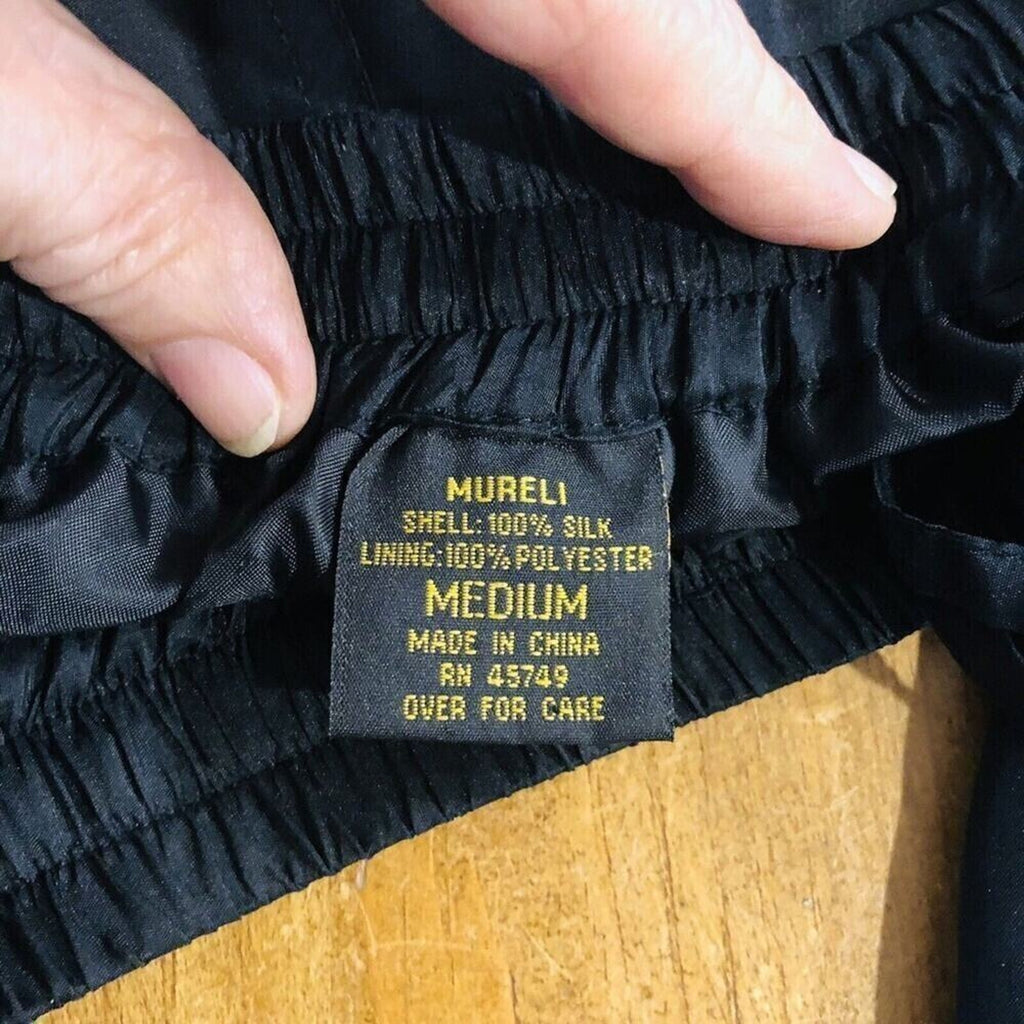 MURELI
SHELL:100% SILK
LINING:100%POLYESTER
MEDIUM
MADE IN CHINA
RN 45749
OVER FOR CARE